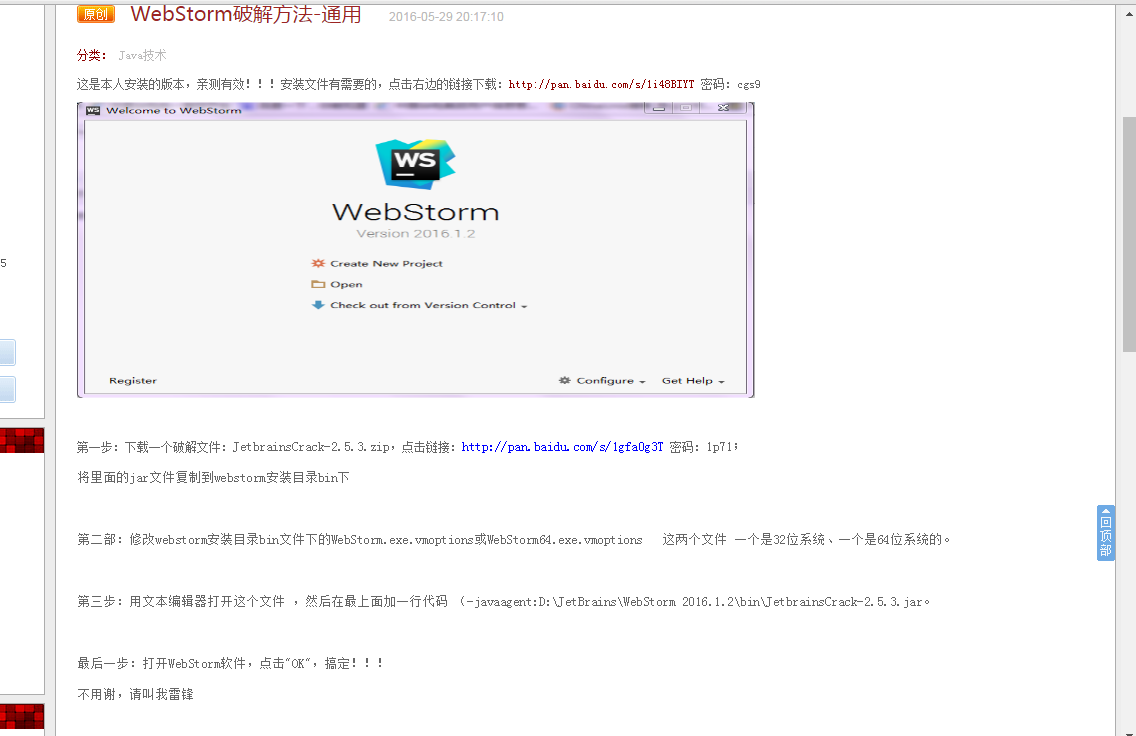 原创 WebStorm破解方法-通用 2016-05-29 20:17:10
分类： Java技术
这是本人安装的版本，亲测有效！！！安装文件有需要的，点击右边的链接下载：http://pan.baidu.com/s/1i48BIYT 密码：cgs9
WS Welcome to WebStorm
WS
WebStorm
Version 2016.1.2
Create New Project
Open
Check out from Version Control
Register Configure Get Help
5
第一步：下载一个破解文件：JetbrainsCrack-2.5.3.zip，点击链接：http://pan.baidu.com/s/1gfa0g3T 密码：1p71；
将里面的jar文件复制到webstorm安装目录bin下
第二部：修改webstorm安装目录bin文件下的WebStorm.exe.vmoptions或WebStorm64.exe.vmoptions 这两个文件 一个是32位系统、一个是64位系统的。
回顶部
第三步：用文本编辑器打开这个文件 ，然后在最上面加一行代码 （-javaagent:D:\JetBrains\WebStorm 2016.1.2\bin\JetbrainsCrack-2.5.3.jar。
最后一步：打开WebStorm软件，点击"OK"，搞定！！！
不用谢，请叫我雷锋